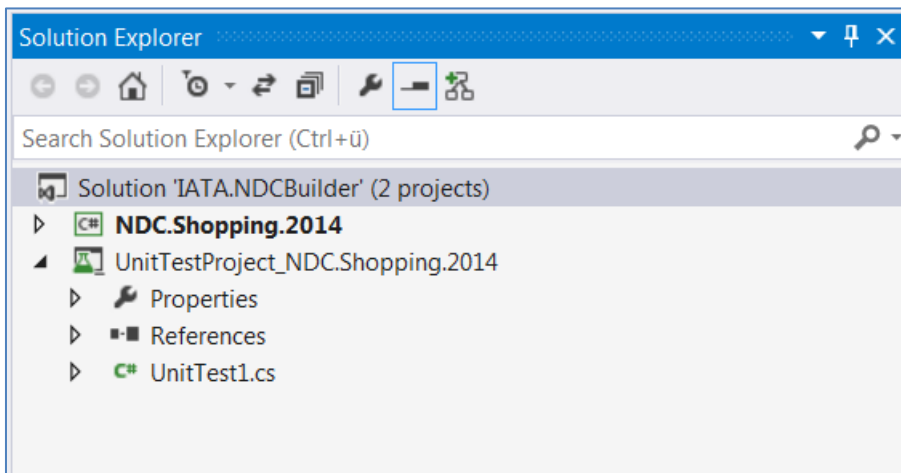 Solution Explorer
Search Solution Explorer (Ctrl+ü)
Solution 'IATA.NDCBuilder' (2 projects)
C# NDC.Shopping.2014
UnitTestProject_NDC.Shopping.2014
Properties
References
C# UnitTest1.cs